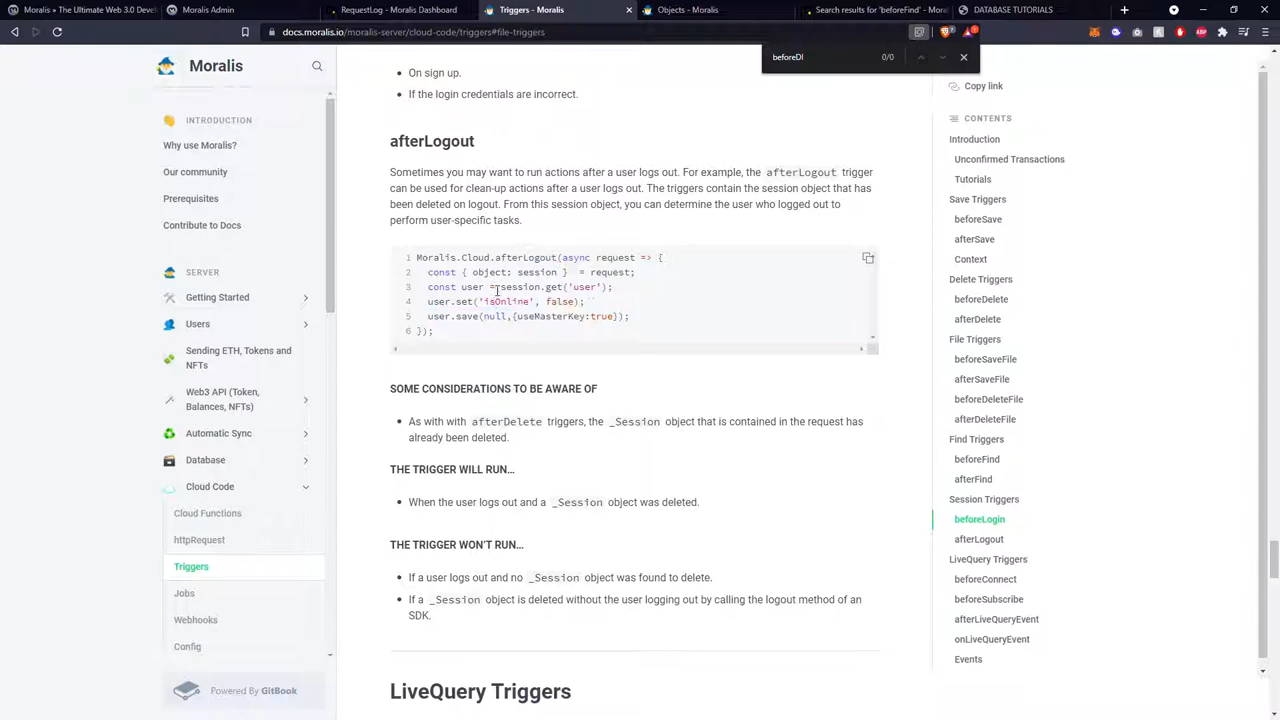 Moralis » The Ultimate Web 3.0 Devel
Moralis Admin
RequestLog - Moralis Dashboard
Triggers - Moralis
Objects - Moralis
Search results for 'beforeFind' - Mora
DATABASE TUTORIALS
docs.moralis.io/moralis-server/cloud-code/triggers#file-triggers
beforeDl
0/0
Moralis
INTRODUCTION
Why use Moralis?
Our community
Prerequisites
Contribute to Docs
SERVER
Getting Started
Users
Sending ETH, Tokens and
NFTs
Web3 API (Token,
Balances, NFTs)
Automatic Sync
Database
Cloud Code
Cloud Functions
httpRequest
Triggers
Jobs
Webhooks
Config
Powered By GitBook
On sign up.
If the login credentials are incorrect.
afterLogout
Sometimes you may want to run actions after a user logs out. For example, the afterLogout trigger
can be used for clean-up actions after a user logs out. The triggers contain the session object that has
been deleted on logout. From this session object, you can determine the user who logged out to
perform user-specific tasks.
1 Moralis.Cloud.afterLogout(async request => {
2 const { object: session } = request;
3 const user = session.get('user');
4 user.set('isOnline', false);
5 user.save(null,{useMasterKey:true});
6 });
SOME CONSIDERATIONS TO BE AWARE OF
As with with afterDelete triggers, the _Session object that is contained in the request has
already been deleted.
THE TRIGGER WILL RUN...
When the user logs out and a _Session object was deleted.
THE TRIGGER WON'T RUN...
If a user logs out and no _Session object was found to delete.
If a _Session object is deleted without the user logging out by calling the logout method of an
SDK.
LiveQuery Triggers
Copy link
CONTENTS
Introduction
Unconfirmed Transactions
Tutorials
Save Triggers
beforeSave
afterSave
Context
Delete Triggers
beforeDelete
afterDelete
File Triggers
beforeSaveFile
afterSaveFile
beforeDeleteFile
afterDeleteFile
Find Triggers
beforeFind
afterFind
Session Triggers
beforeLogin
afterLogout
LiveQuery Triggers
beforeConnect
beforeSubscribe
afterLiveQueryEvent
onLiveQueryEvent
Events